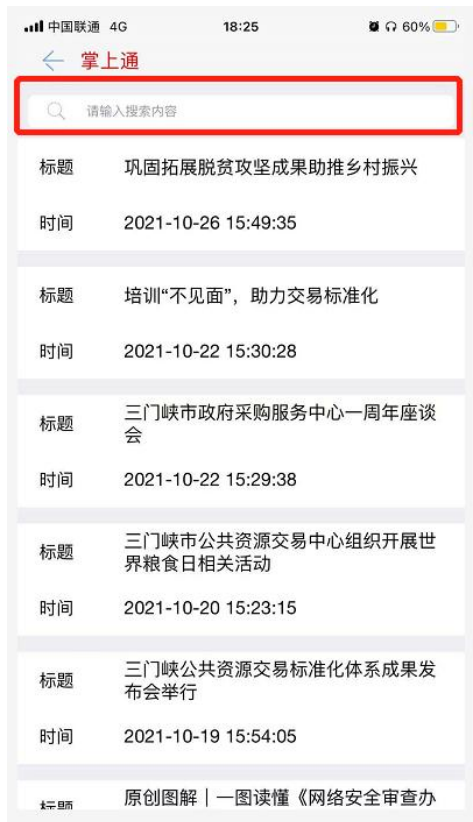 中国联通 4G 18:25 60%
掌上通
请输入搜索内容
标题 巩固拓展脱贫攻坚成果助推乡村振兴
时间 2021-10-26 15:49:35
标题 培训“不见面”，助力交易标准化
时间 2021-10-22 15:30:28
标题 三门峡市政府采购服务中心一周年座谈
会
时间 2021-10-22 15:29:38
标题 三门峡市公共资源交易中心组织开展世
界粮食日相关活动
时间 2021-10-20 15:23:15
标题 三门峡公共资源交易标准化体系成果发
布会举行
时间 2021-10-19 15:54:05
标题 原创图解｜一图读懂《网络安全审查办